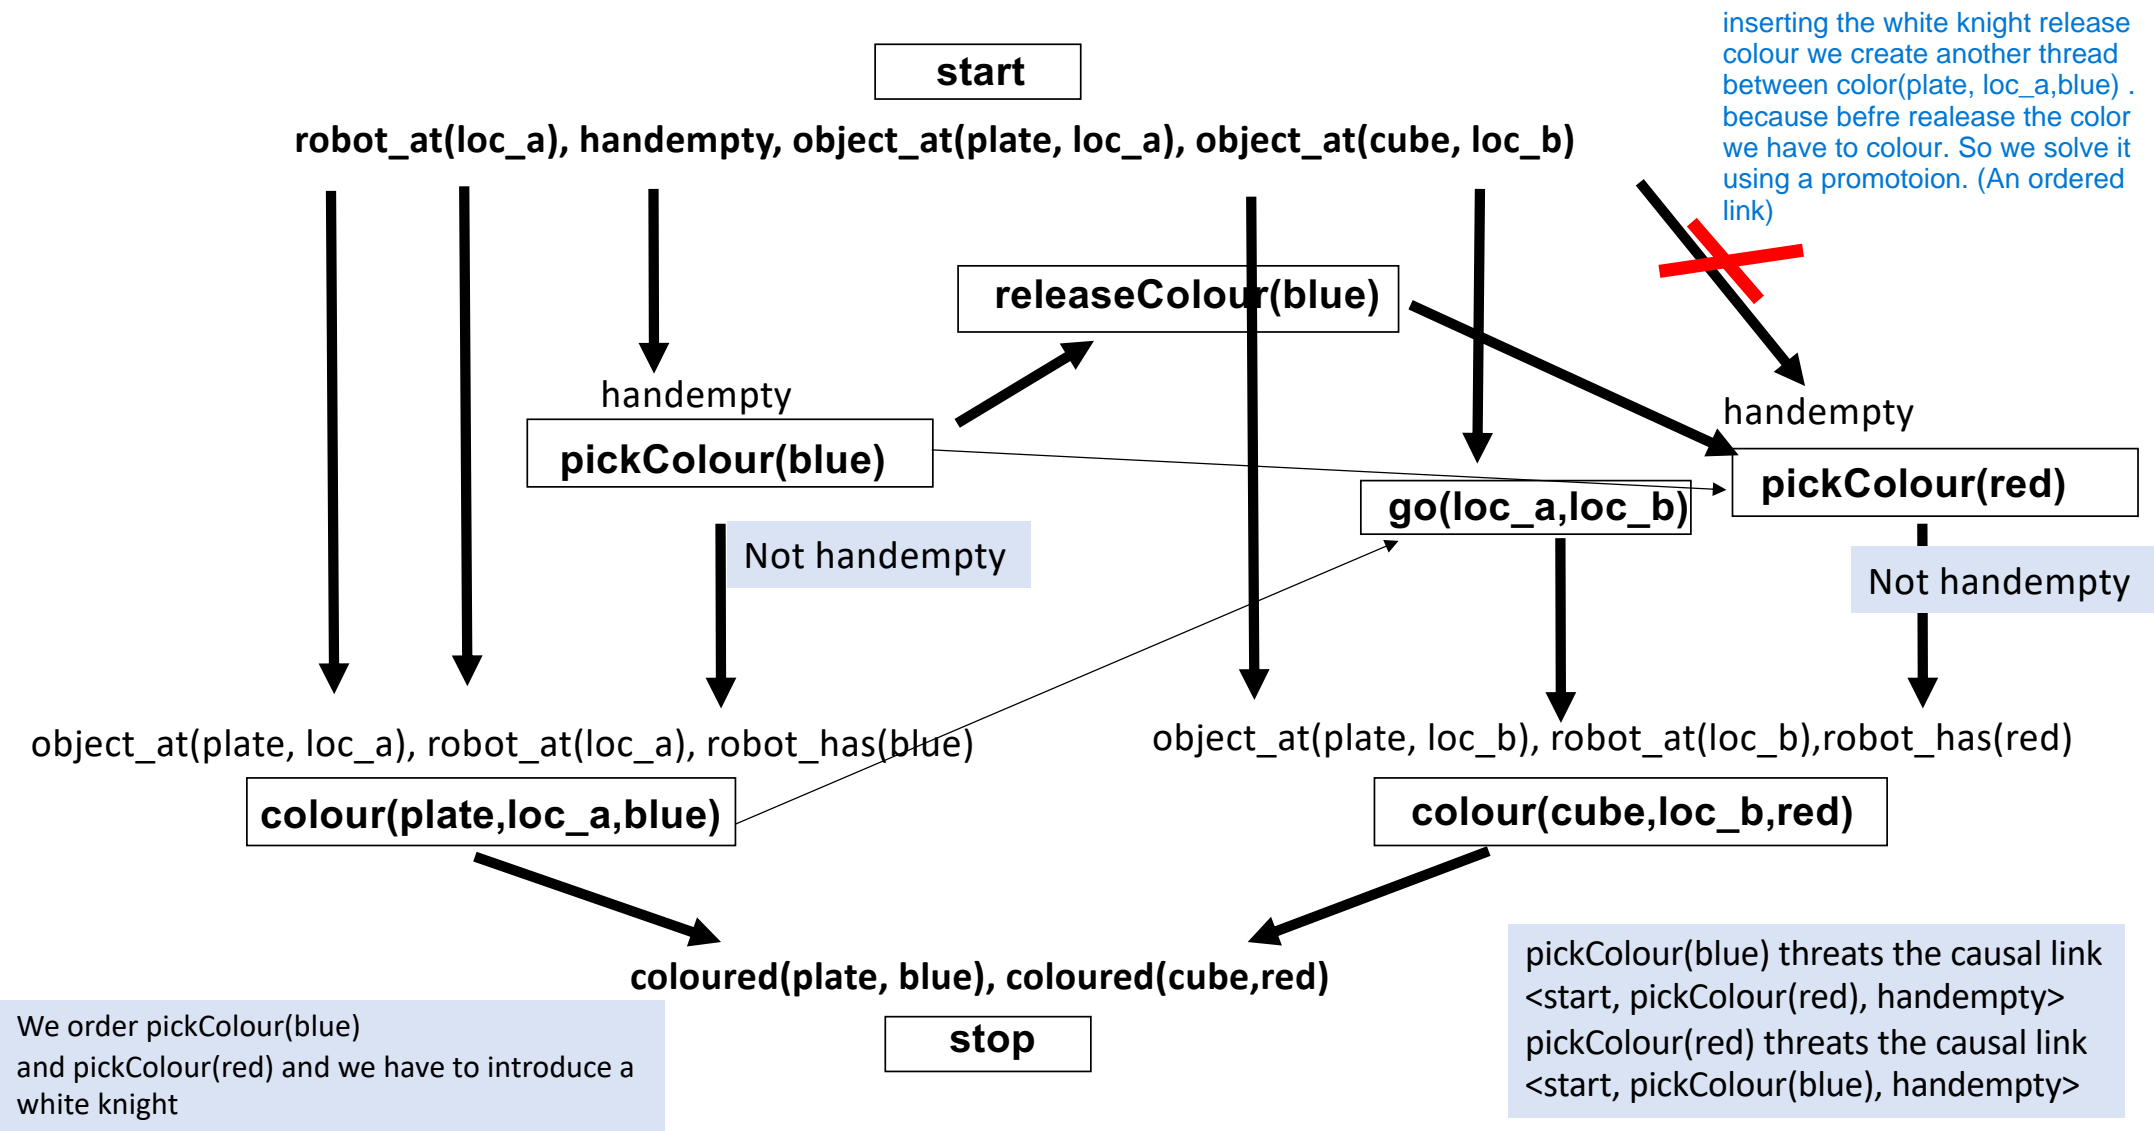 inserting the white knight release
colour we create another thread
between color(plate, loc_a,blue) .
because befre realease the color
we have to colour. So we solve it
using a promotoion. (An ordered
link)
start
robot_at(loc_a), handempty, object_at(plate, loc_a), object_at(cube, loc_b)
releaseColour(blue)
handempty
handempty
pickColour(blue)
pickColour(red)
go(loc_a,loc_b)
Not handempty
Not handempty
object_at(plate, loc_a), robot_at(loc_a), robot_has(blue)
object_at(plate, loc_b), robot_at(loc_b),robot_has(red)
colour(plate,loc_a,blue)
colour(cube,loc_b,red)
coloured(plate, blue), coloured(cube,red)
stop
We order pickColour(blue)
and pickColour(red) and we have to introduce a
white knight
pickColour(blue) threats the causal link
<start, pickColour(red), handempty>
pickColour(red) threats the causal link
<start, pickColour(blue), handempty>